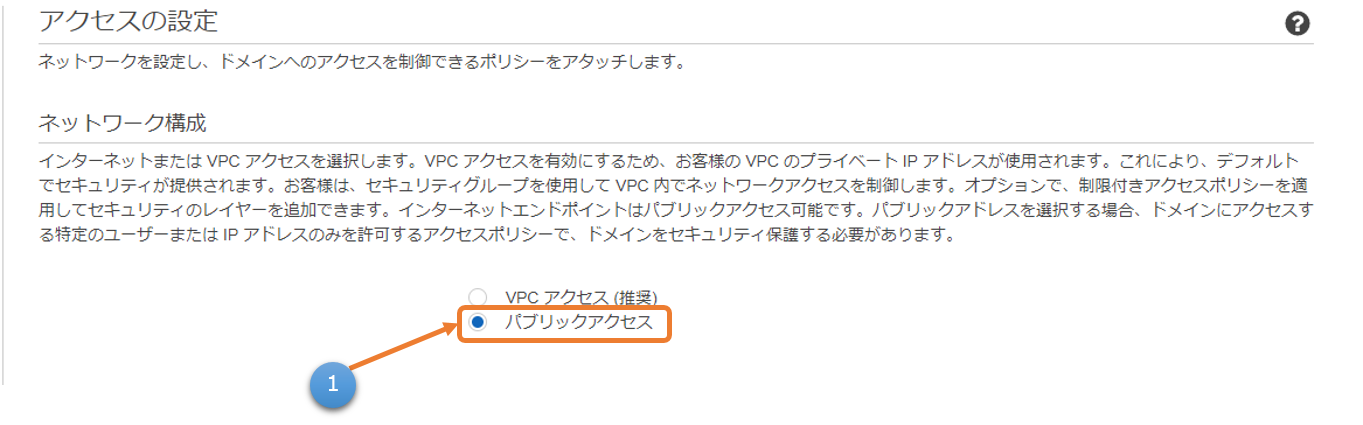 アクセスの設定
?
ネットワークを設定し、ドメインへのアクセスを制御できるポリシーをアタッチします。
ネットワーク構成
インターネットまたは VPC アクセスを選択します。VPC アクセスを有効にするため、お客様の VPC のプライベート IP アドレスが使用されます。これにより、デフォルト
でセキュリティが提供されます。お客様は、セキュリティグループを使用して VPC 内でネットワークアクセスを制御します。オプションで、制限付きアクセスポリシーを適
用してセキュリティのレイヤーを追加できます。インターネットエンドポイントはパブリックアクセス可能です。パブリックアドレスを選択する場合、ドメインにアクセスす
る特定のユーザーまたは IP アドレスのみを許可するアクセスポリシーで、ドメインをセキュリティ保護する必要があります。
VPC アクセス (推奨)
パブリックアクセス
1